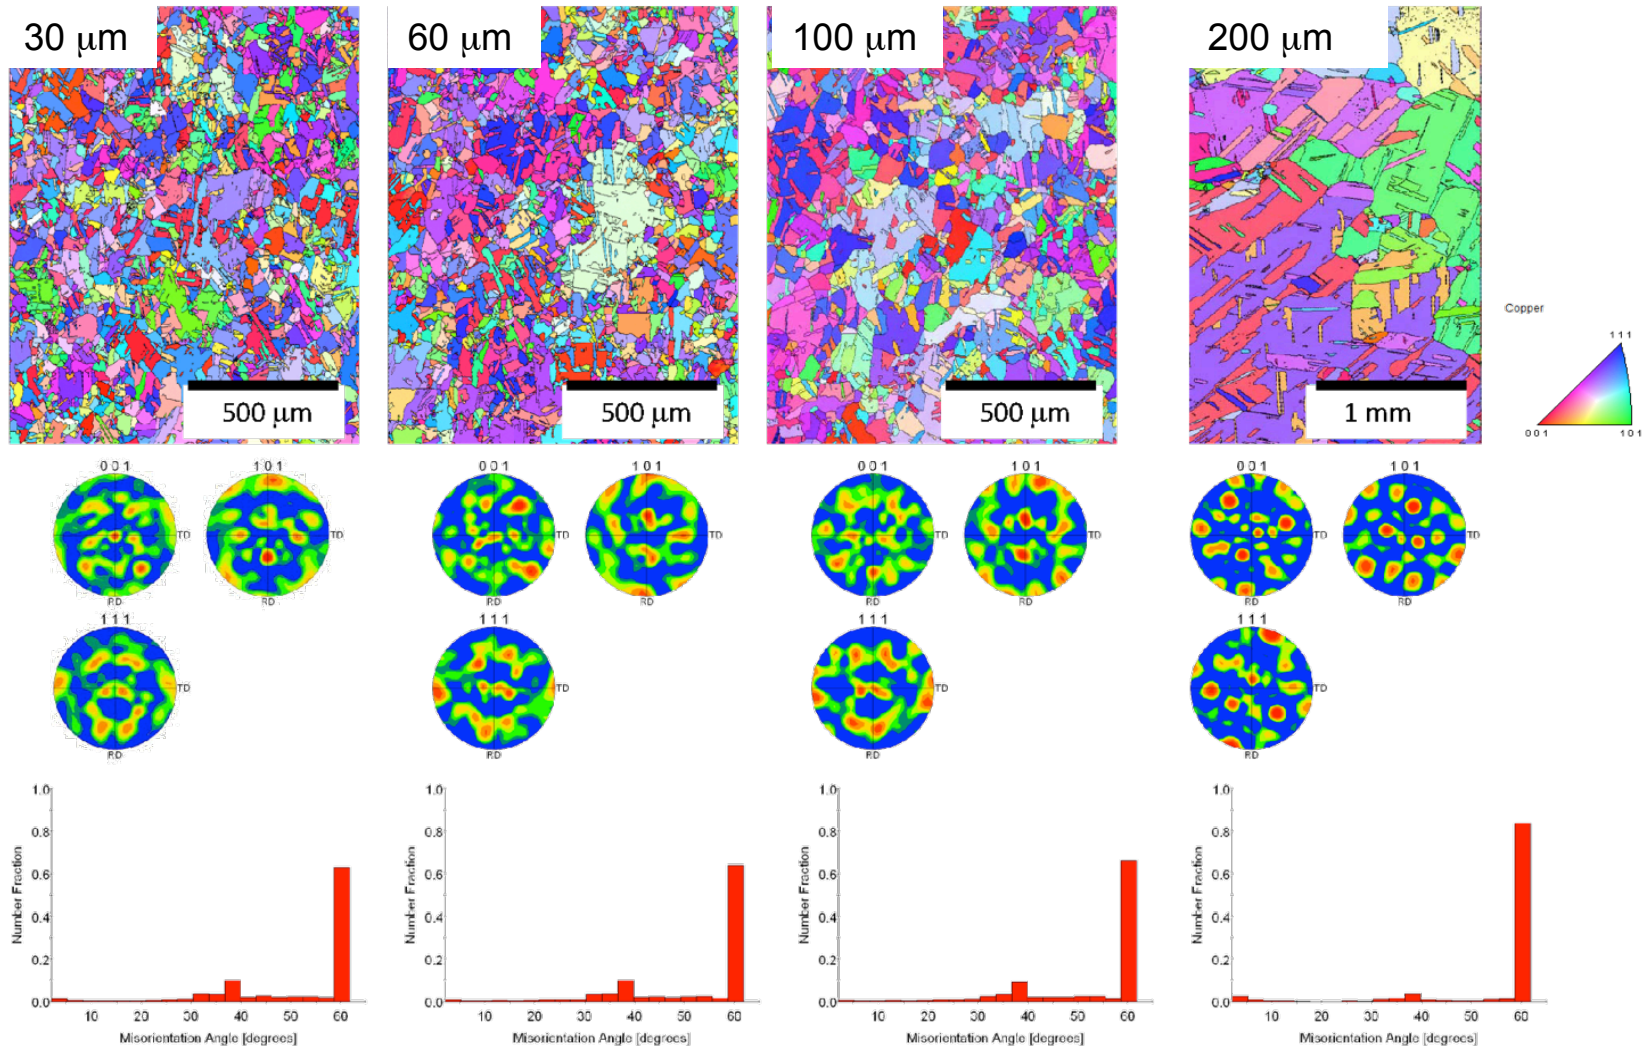 30 μm 60 μm 100 μm 200 μm
500 μm 500 μm 500 μm 1 mm
Copper
1 1 1
0 0 1 1 0 1
0 0 1 1 0 1 0 0 1 1 0 1 0 0 1 1 0 1 0 0 1 1 0 1
TD TD TD TD TD TD TD TD
RD RD RD RD RD RD RD RD
1 1 1 1 1 1 1 1 1 1 1 1
TD TD TD TD
RD RD RD RD
1.0 1.0 1.0 1.0
0.8 0.8 0.8 0.8
0.6 0.6 0.6 0.6
0.4 0.4 0.4 0.4
0.2 0.2 0.2 0.2
0.0 0.0 0.0 0.0
Number Fraction Number Fraction Number Fraction Number Fraction
10 20 30 40 50 60 10 20 30 40 50 60 10 20 30 40 50 60 10 20 30 40 50 60
Misorientation Angle [degrees] Misorientation Angle [degrees] Misorientation Angle [degrees] Misorientation Angle [degrees]